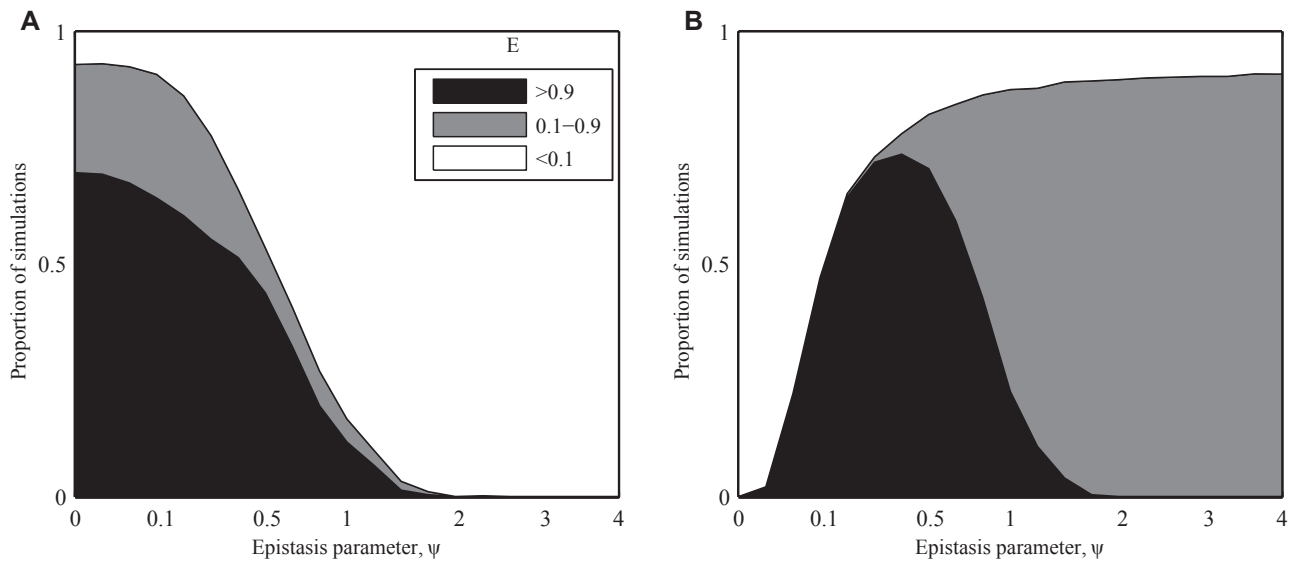 A
1
0.5
0
Proportion of simulations
E
>0.9
0.1−0.9
<0.1
0 0.1 0.5 1 2 3 4
Epistasis parameter, ψ
B
1
0.5
0
Proportion of simulations
0 0.1 0.5 1 2 3 4
Epistasis parameter, ψ